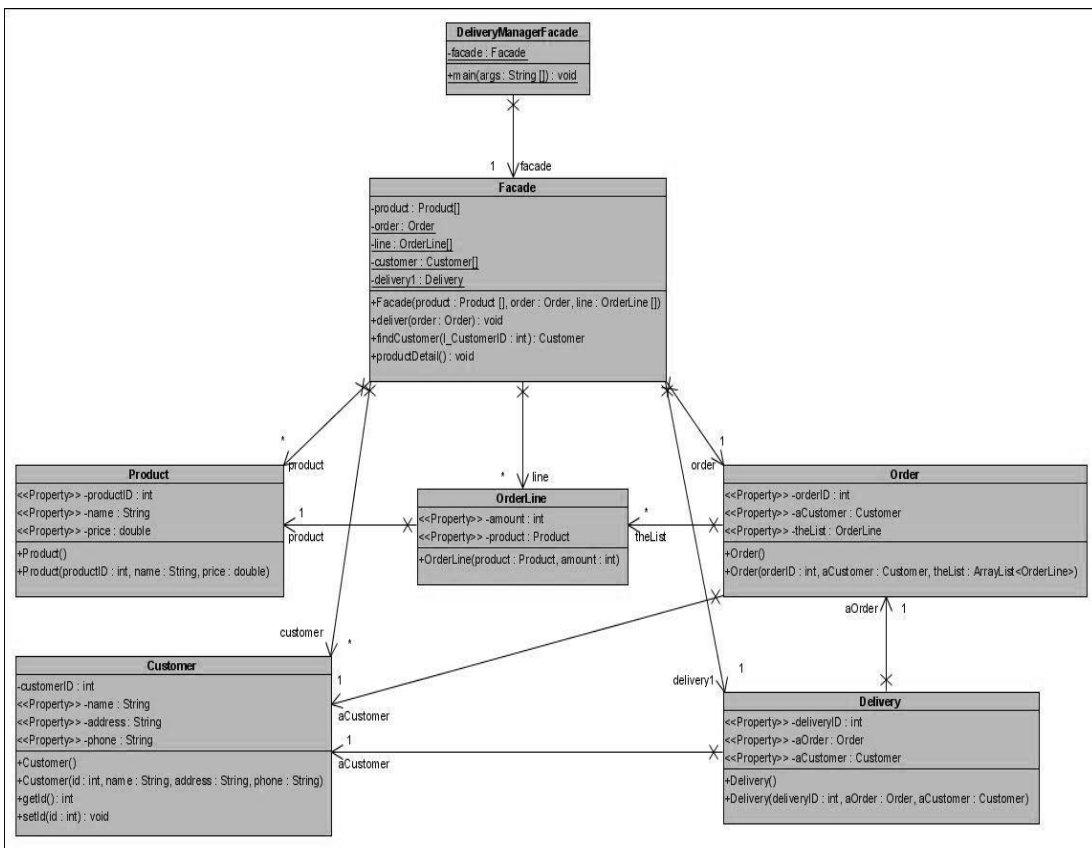 DeliveryManagerFacade
-facade : Facade
+main(args : String []) : void
1
facade
Facade
-product : Product[]
-order : Order
-line : OrderLine[]
-customer : Customer[]
-delivery1 : Delivery
+Facade(product : Product [], order : Order, line : OrderLine [])
+deliver(order : Order) : void
+findCustomer(I_CustomerID : int) : Customer
+productDetail() : void
*
product
*
line
1
order
Product
<<Property>> -productID : int
<<Property>> -name : String
<<Property>> -price : double
+Product()
+Product(productID : int, name : String, price : double)
1
product
OrderLine
<<Property>> -amount : int
<<Property>> -product : Product
+OrderLine(product : Product, amount : int)
*
theList
Order
<<Property>> -orderID : int
<<Property>> -aCustomer : Customer
<<Property>> -theList : OrderLine
+Order()
+Order(orderID : int, aCustomer : Customer, theList : ArrayList<OrderLine>)
aOrder
1
customer
*
Customer
-customerID : int
<<Property>> -name : String
<<Property>> -address : String
<<Property>> -phone : String
+Customer()
+Customer(id : int, name : String, address : String, phone : String)
+getId() : int
+setId(id : int) : void
1
aCustomer
1
aCustomer
delivery1
1
Delivery
<<Property>> -deliveryID : int
<<Property>> -aOrder : Order
<<Property>> -aCustomer : Customer
+Delivery()
+Delivery(deliveryID : int, aOrder : Order, aCustomer : Customer)